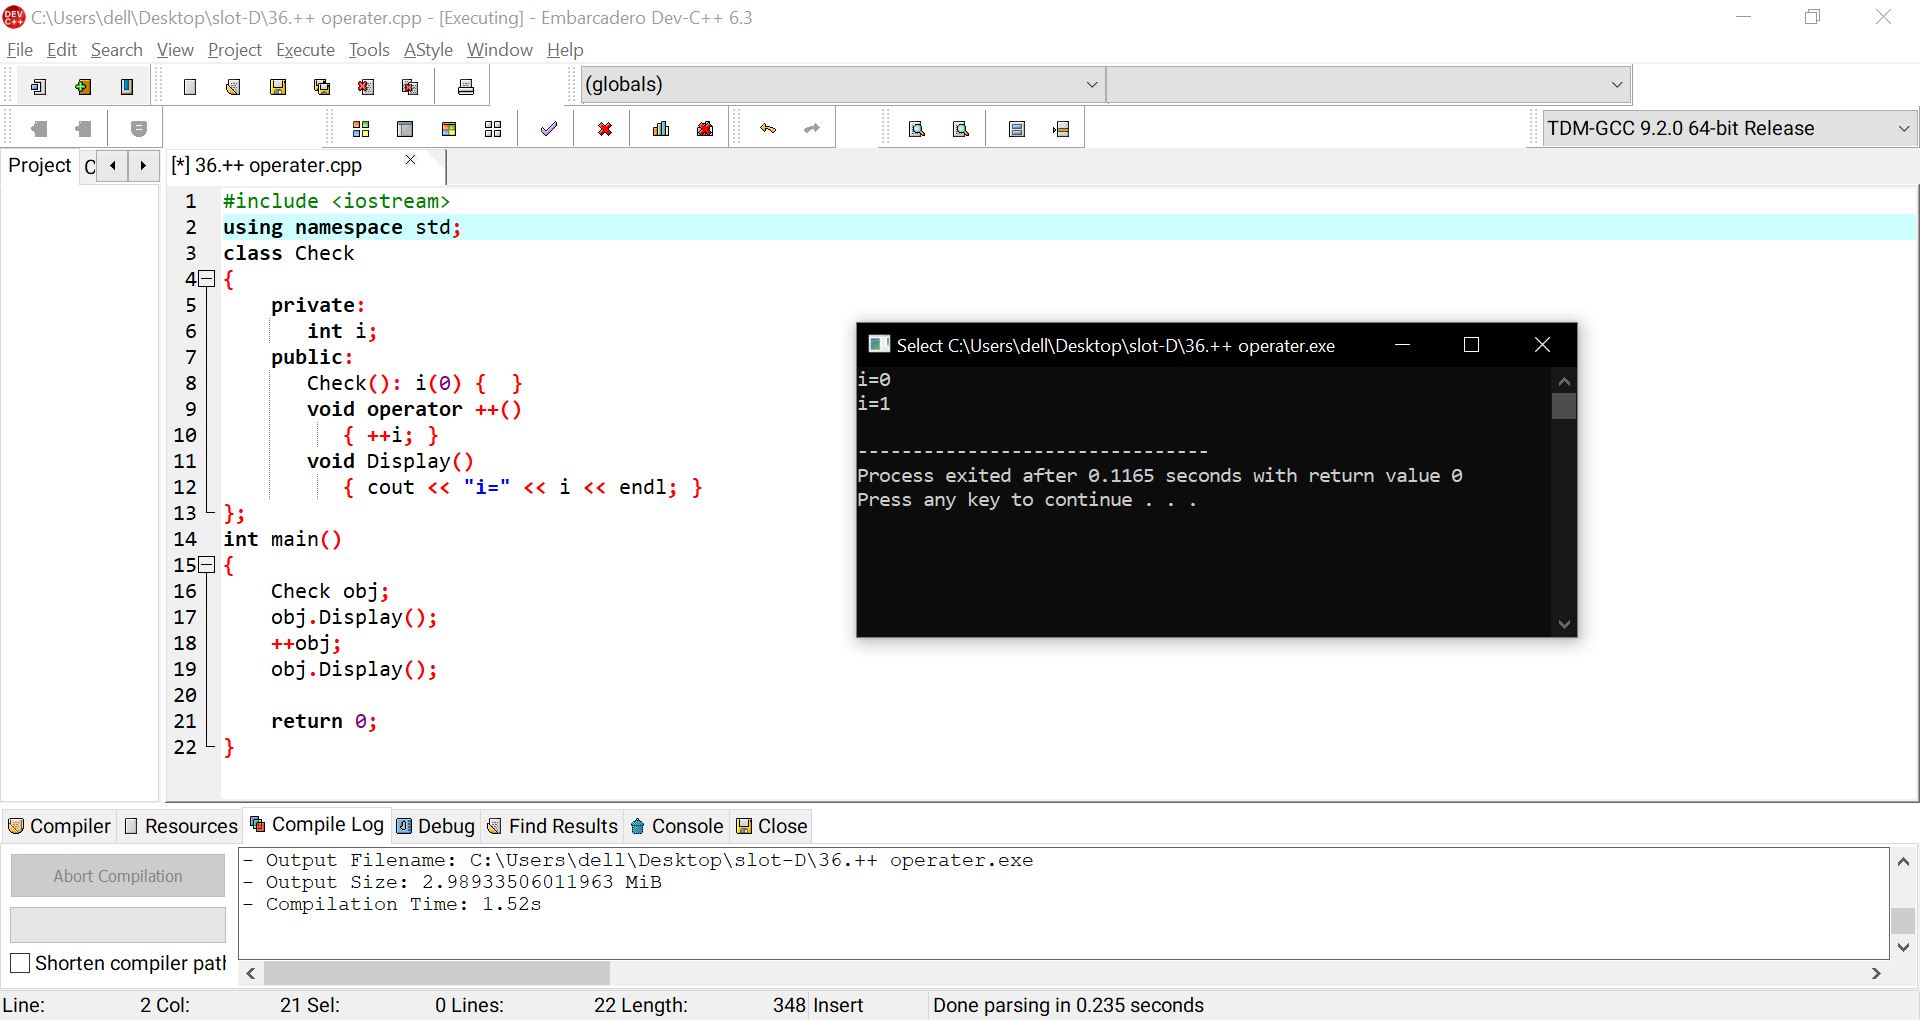 C:\Users\dell\Desktop\slot-D\36.++ operater.cpp - [Executing] - Embarcadero Dev-C++ 6.3
File Edit Search View Project Execute Tools AStyle Window Help
(globals)
TDM-GCC 9.2.0 64-bit Release
Project C [*] 36.++ operater.cpp
1 #include <iostream>
2 using namespace std;
3 class Check
4 {
5 private:
6 int i;
7 public:
8 Check(): i(0) {  }
9 void operator ++()
10 { ++i; }
11 void Display()
12 { cout << "i=" << i << endl; }
13 };
14 int main()
15 {
16 Check obj;
17 obj.Display();
18 ++obj;
19 obj.Display();
20
21 return 0;
22 }
Select C:\Users\dell\Desktop\slot-D\36.++ operater.exe
i=0
i=1
--------------------------------
Process exited after 0.1165 seconds with return value 0
Press any key to continue . . .
Compiler Resources Compile Log Debug Find Results Console Close
Abort Compilation
Shorten compiler path
- Output Filename: C:\Users\dell\Desktop\slot-D\36.++ operater.exe
- Output Size: 2.98933506011963 MiB
- Compilation Time: 1.52s
Line: 2 Col: 21 Sel: 0 Lines: 22 Length: 348 Insert Done parsing in 0.235 seconds